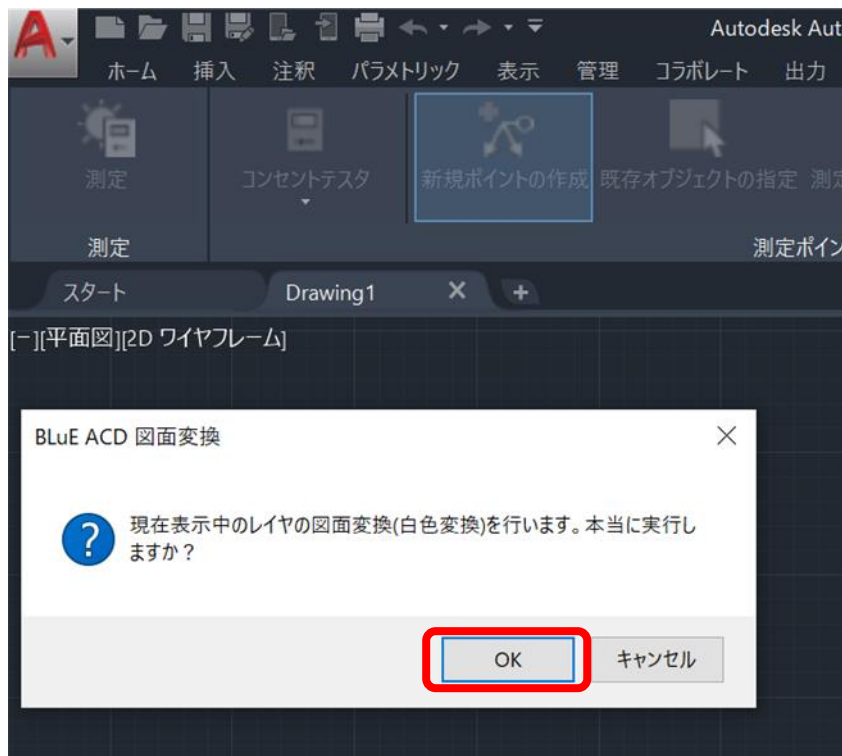 Autodesk Aut
ホーム 挿入 注釈 パラメトリック 表示 管理 コラボレート 出力
測定 コンセントテスタ 新規ポイントの作成 既存オブジェクトの指定 測定
測定 測定ポイン
スタート Drawing1 × +
[−][平面図][2D ワイヤフレーム]
BLuE ACD 図面変換
現在表示中のレイヤの図面変換(白色変換)を行います。本当に実行し
ますか？
OK キャンセル